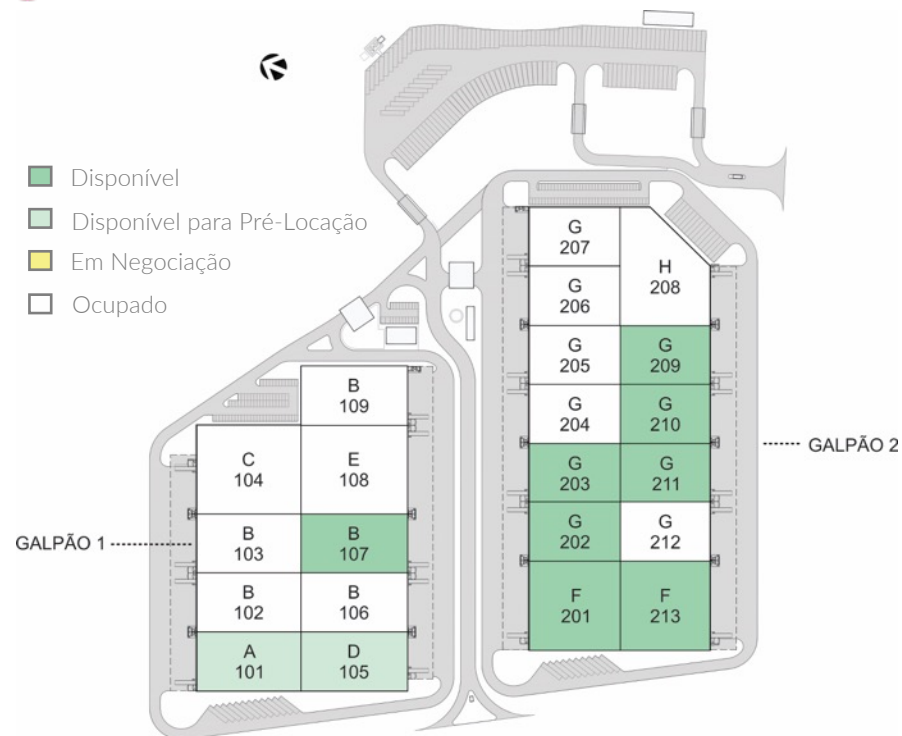 Disponível
Disponível para Pré-Locação
Em Negociação
Ocupado
GALPÃO 1
B
109
C
104
E
108
B
103
B
107
B
102
B
106
A
101
D
105
GALPÃO 2
G
207
H
208
G
206
G
205
G
209
G
204
G
210
G
203
G
211
G
202
G
212
F
201
F
213